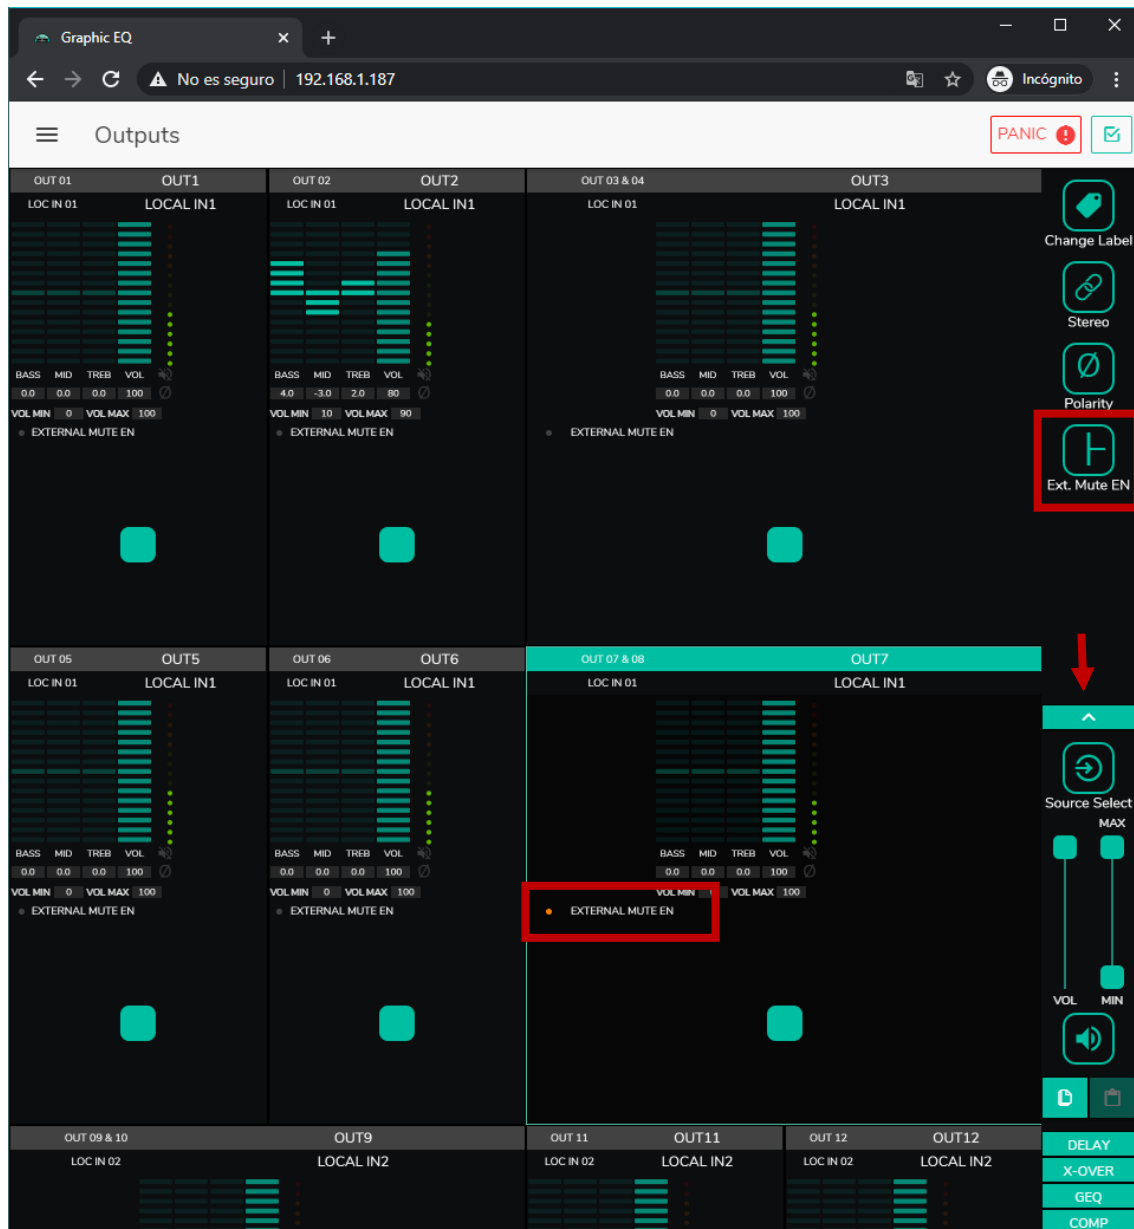 Graphic EQ
No es seguro | 192.168.1.187
Incógnito
Outputs
PANIC
OUT 01 OUT1
LOC IN 01 LOCAL IN1
BASS MID TREB VOL
0.0 0.0 0.0 100
VOL MIN 0 VOL MAX 100
EXTERNAL MUTE EN
OUT 02 OUT2
LOC IN 01 LOCAL IN1
BASS MID TREB VOL
4.0 -3.0 2.0 80
VOL MIN 10 VOL MAX 90
EXTERNAL MUTE EN
OUT 03 & 04 OUT3
LOC IN 01 LOCAL IN1
BASS MID TREB VOL
0.0 0.0 0.0 100
VOL MIN 0 VOL MAX 100
EXTERNAL MUTE EN
Change Label
Stereo
Polarity
Ext. Mute EN
OUT 05 OUT5
LOC IN 01 LOCAL IN1
BASS MID TREB VOL
0.0 0.0 0.0 100
VOL MIN 0 VOL MAX 100
EXTERNAL MUTE EN
OUT 06 OUT6
LOC IN 01 LOCAL IN1
BASS MID TREB VOL
0.0 0.0 0.0 100
VOL MIN 0 VOL MAX 100
EXTERNAL MUTE EN
OUT 07 & 08 OUT7
LOC IN 01 LOCAL IN1
BASS MID TREB VOL
0.0 0.0 0.0 100
VOL MIN VOL MAX 100
EXTERNAL MUTE EN
Source Select
MAX
VOL MIN
OUT 09 & 10 OUT9
LOC IN 02 LOCAL IN2
OUT 11 OUT11
LOC IN 02 LOCAL IN2
OUT 12 OUT12
LOC IN 02 LOCAL IN2
DELAY
X-OVER
GEQ
COMP